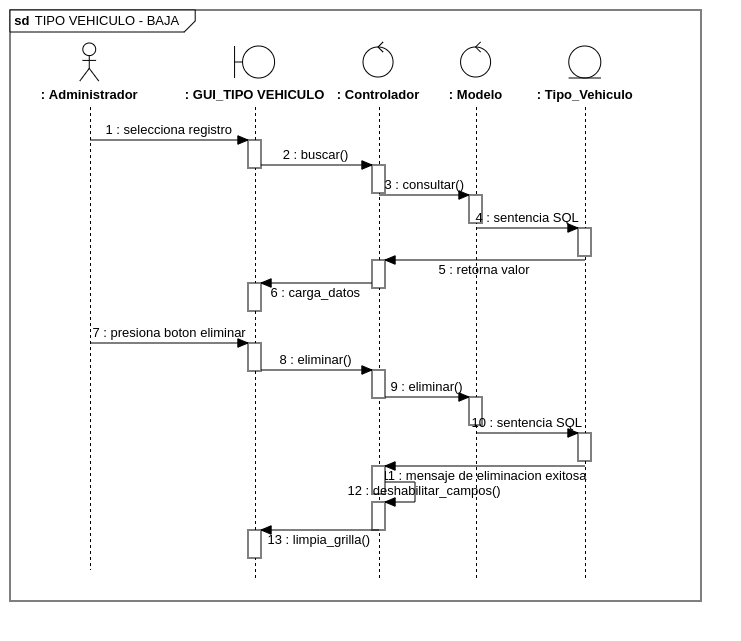 sd TIPO VEHICULO - BAJA
: Administrador
: GUI_TIPO VEHICULO
: Controlador
: Modelo
: Tipo_Vehiculo
1 : selecciona registro
2 : buscar()
3 : consultar()
4 : sentencia SQL
5 : retorna valor
6 : carga_datos
7 : presiona boton eliminar
8 : eliminar()
9 : eliminar()
10 : sentencia SQL
11 : mensaje de eliminacion exitosa
12 : deshabilitar_campos()
13 : limpia_grilla()